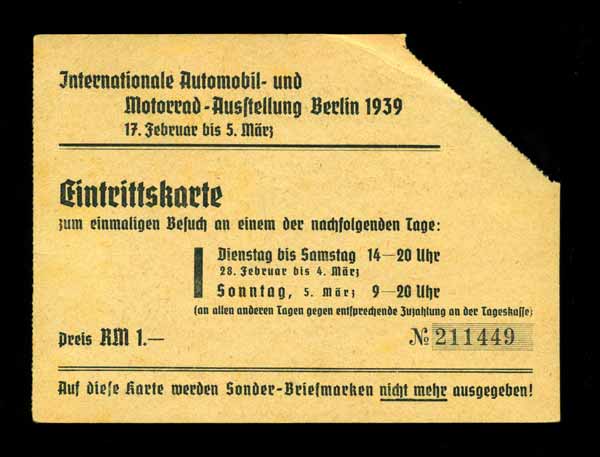 Internationale Automobil- und
Motorrad-Ausſtellung Berlin 1939
17. Februar bis 5. März
Eintrittskarte
zum einmaligen Beſuch an einem der nachfolgenden Tage:
Dienstag bis Samstag 14—20 Uhr
28. Februar bis 4. März
Sonntag, 5. März 9—20 Uhr
(an allen anderen Tagen gegen entſprechende Zuzahlung an der Tageskaſſe)
Preis RM 1.— № 211449
Auf dieſe Karte werden Sonder-Briefmarken nicht mehr ausgegeben!